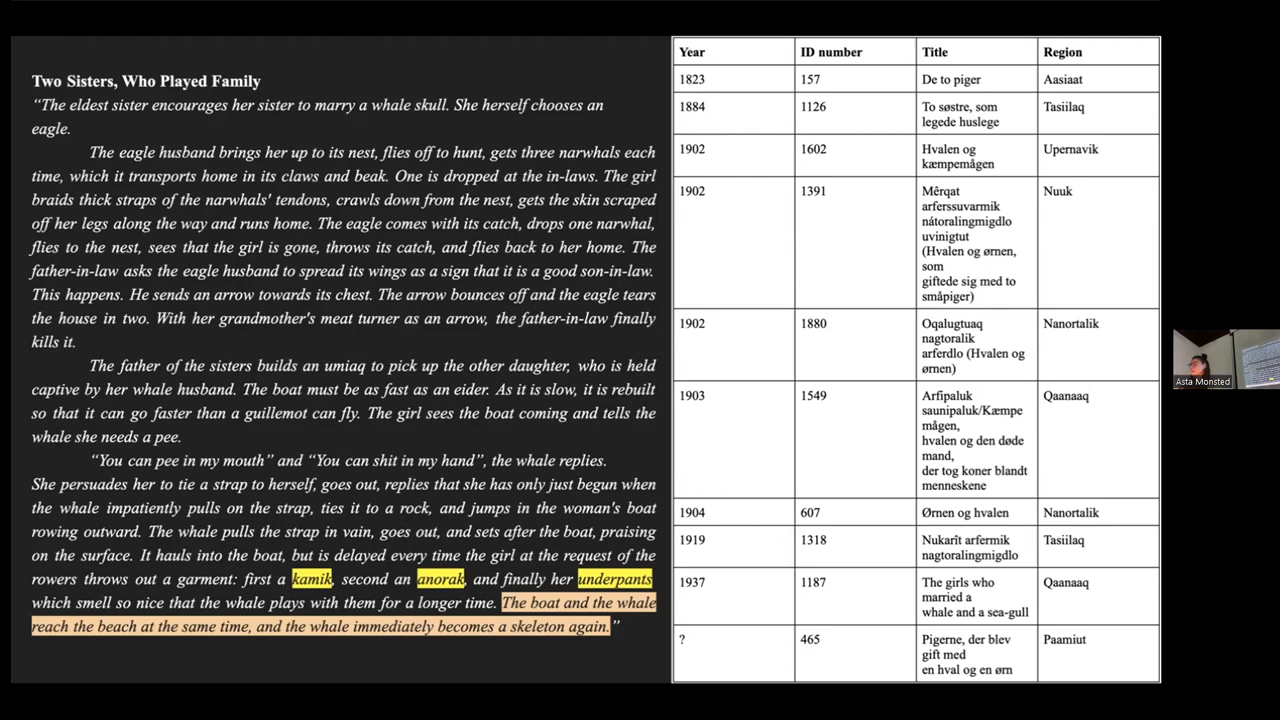 Two Sisters, Who Played Family
“The eldest sister encourages her sister to marry a whale skull. She herself chooses an
eagle.
The eagle husband brings her up to its nest, flies off to hunt, gets three narwhals each
time, which it transports home in its claws and beak. One is dropped at the in-laws. The girl
braids thick straps of the narwhals' tendons, crawls down from the nest, gets the skin scraped
off her legs along the way and runs home. The eagle comes with its catch, drops one narwhal,
flies to the nest, sees that the girl is gone, throws its catch, and flies back to her home. The
father-in-law asks the eagle husband to spread its wings as a sign that it is a good son-in-law.
This happens. He sends an arrow towards its chest. The arrow bounces off and the eagle tears
the house in two. With her grandmother's meat turner as an arrow, the father-in-law finally
kills it.
The father of the sisters builds an umiaq to pick up the other daughter, who is held
captive by her whale husband. The boat must be as fast as an eider. As it is slow, it is rebuilt
so that it can go faster than a guillemot can fly. The girl sees the boat coming and tells the
whale she needs a pee.
“You can pee in my mouth” and “You can shit in my hand”, the whale replies.
She persuades her to tie a strap to herself, goes out, replies that she has only just begun when
the whale impatiently pulls on the strap, ties it to a rock, and jumps in the woman's boat
rowing outward. The whale pulls the strap in vain, goes out, and sets after the boat, praising
on the surface. It hauls into the boat, but is delayed every time the girl at the request of the
rowers throws out a garment: first a kamik, second an anorak, and finally her underpants
which smell so nice that the whale plays with them for a longer time. The boat and the whale
reach the beach at the same time, and the whale immediately becomes a skeleton again.”
Year ID number Title Region
1823 157 De to piger Aasiaat
1884 1126 To søstre, som Tasiilaq
legede huslege
1902 1602 Hvalen og Upernavik
kæmpemågen
1902 1391 Mêrqat Nuuk
arferssuvarmik
nátoralingmigdlo
uvinigtut
(Hvalen og ørnen,
som
giftede sig med to
småpiger)
1902 1880 Oqalugtuaq Nanortalik
nagtoralik
arferdlo (Hvalen og
ørnen)
1903 1549 Arfipaluk Qaanaaq
saunipaluk/Kæmpe
mågen,
hvalen og den døde
mand,
der tog koner blandt
menneskene
1904 607 Ørnen og hvalen Nanortalik
1919 1318 Nukarît arfermik Tasiilaq
nagtoralingmigdlo
1937 1187 The girls who Qaanaaq
married a
whale and a sea-gull
? 465 Pigerne, der blev Paamiut
gift med
en hval og en ørn
Asta Monsted